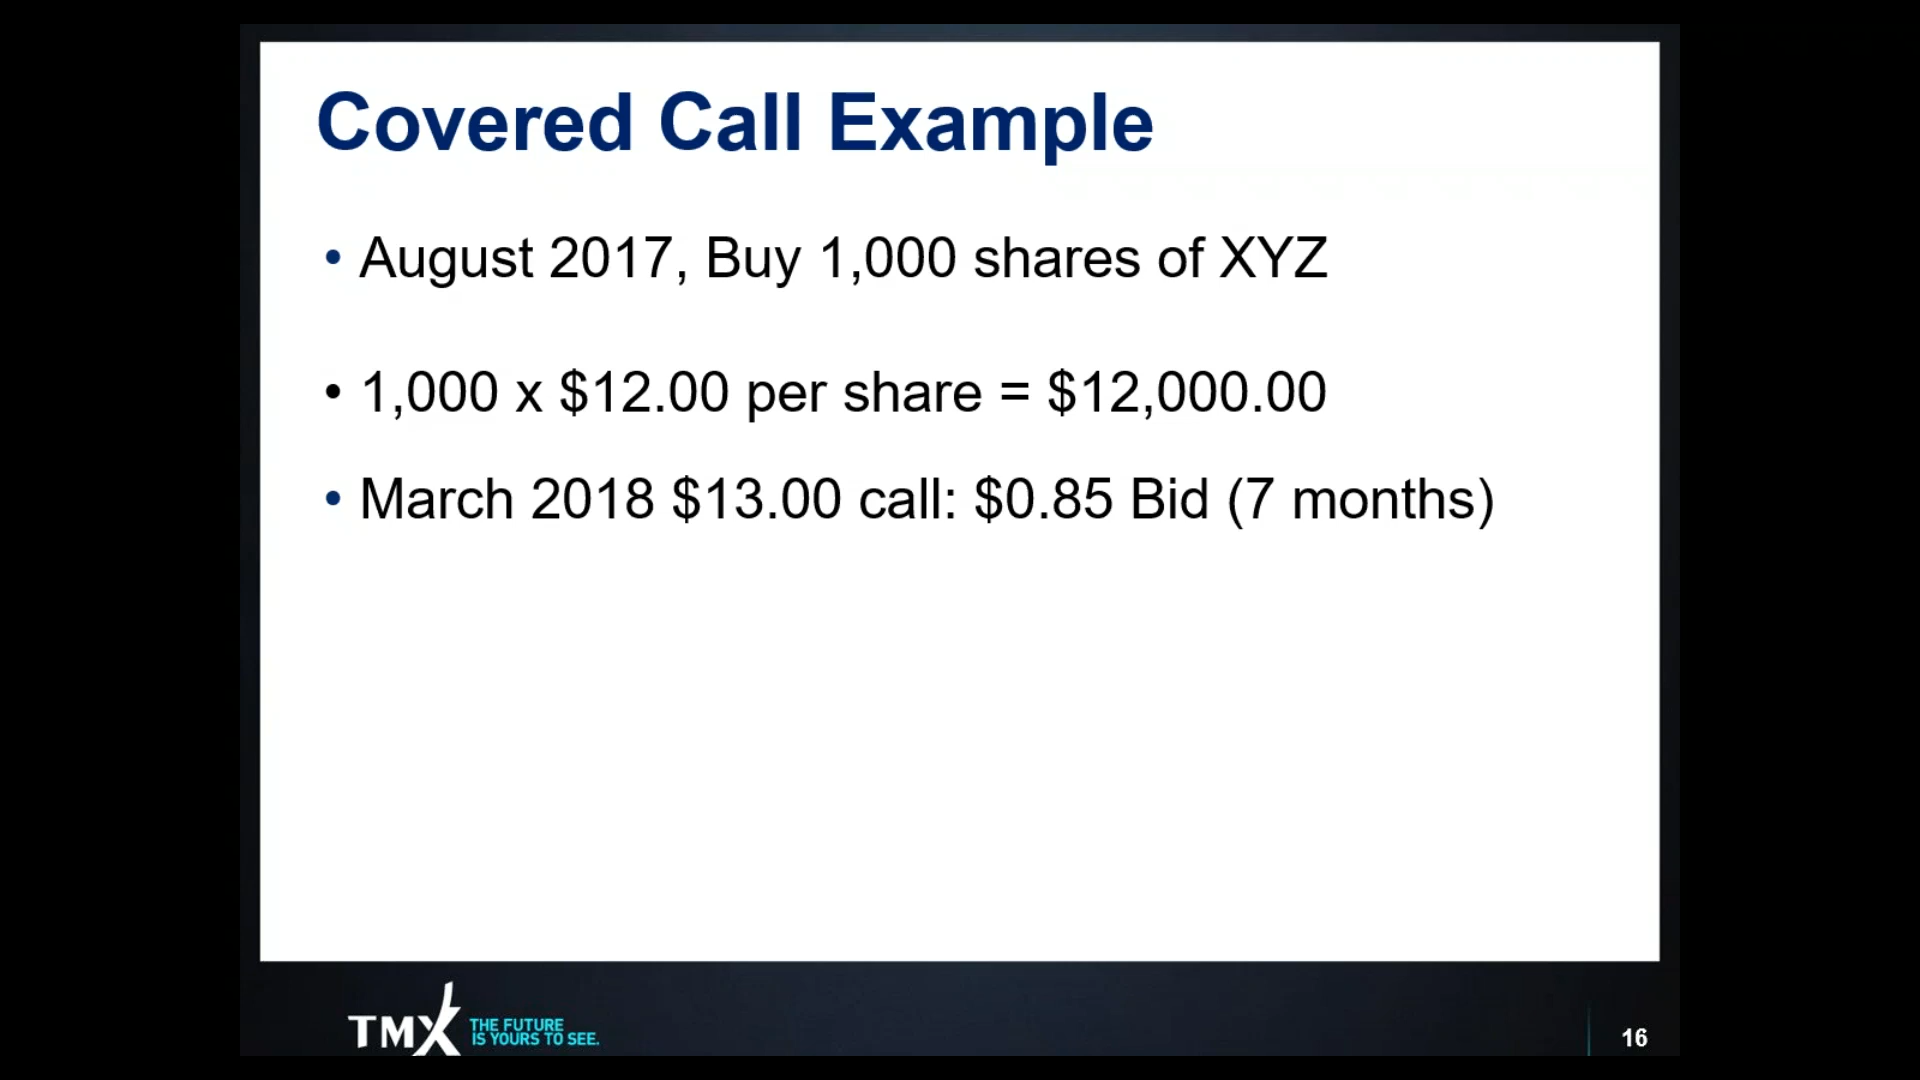 Covered Call Example
• August 2017, Buy 1,000 shares of XYZ
• 1,000 x $12.00 per share = $12,000.00
• March 2018 $13.00 call: $0.85 Bid (7 months)
TMX THE FUTURE
IS YOURS TO SEE.
16